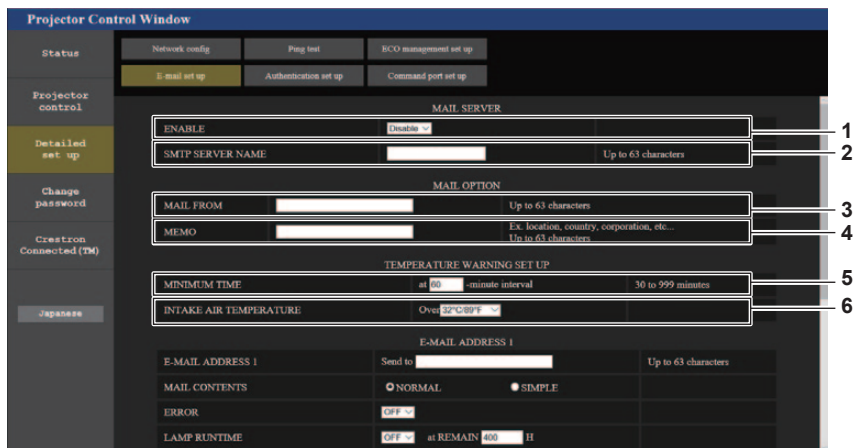 Projector Control Window
Status
Projector
control
Detailed
set up
Change
password
Crestron
Connected(TM)
Japanese
Network config Ping test ECO management set up
E-mail set up Authentication set up Command port set up
MAIL SERVER
ENABLE Disable 1
SMTP SERVER NAME Up to 63 characters 2
MAIL OPTION
MAIL FROM Up to 63 characters 3
MEMO Ex. location, country, corporation, etc... 4
Up to 63 characters
TEMPERATURE WARNING SET UP
MINIMUM TIME at 60 -minute interval 30 to 999 minutes 5
INTAKE AIR TEMPERATURE Over 32°C/89°F 6
E-MAIL ADDRESS 1
E-MAIL ADDRESS 1 Send to Up to 63 characters
MAIL CONTENTS NORMAL SIMPLE
ERROR OFF
LAMP RUNTIME OFF at REMAIN 400 H